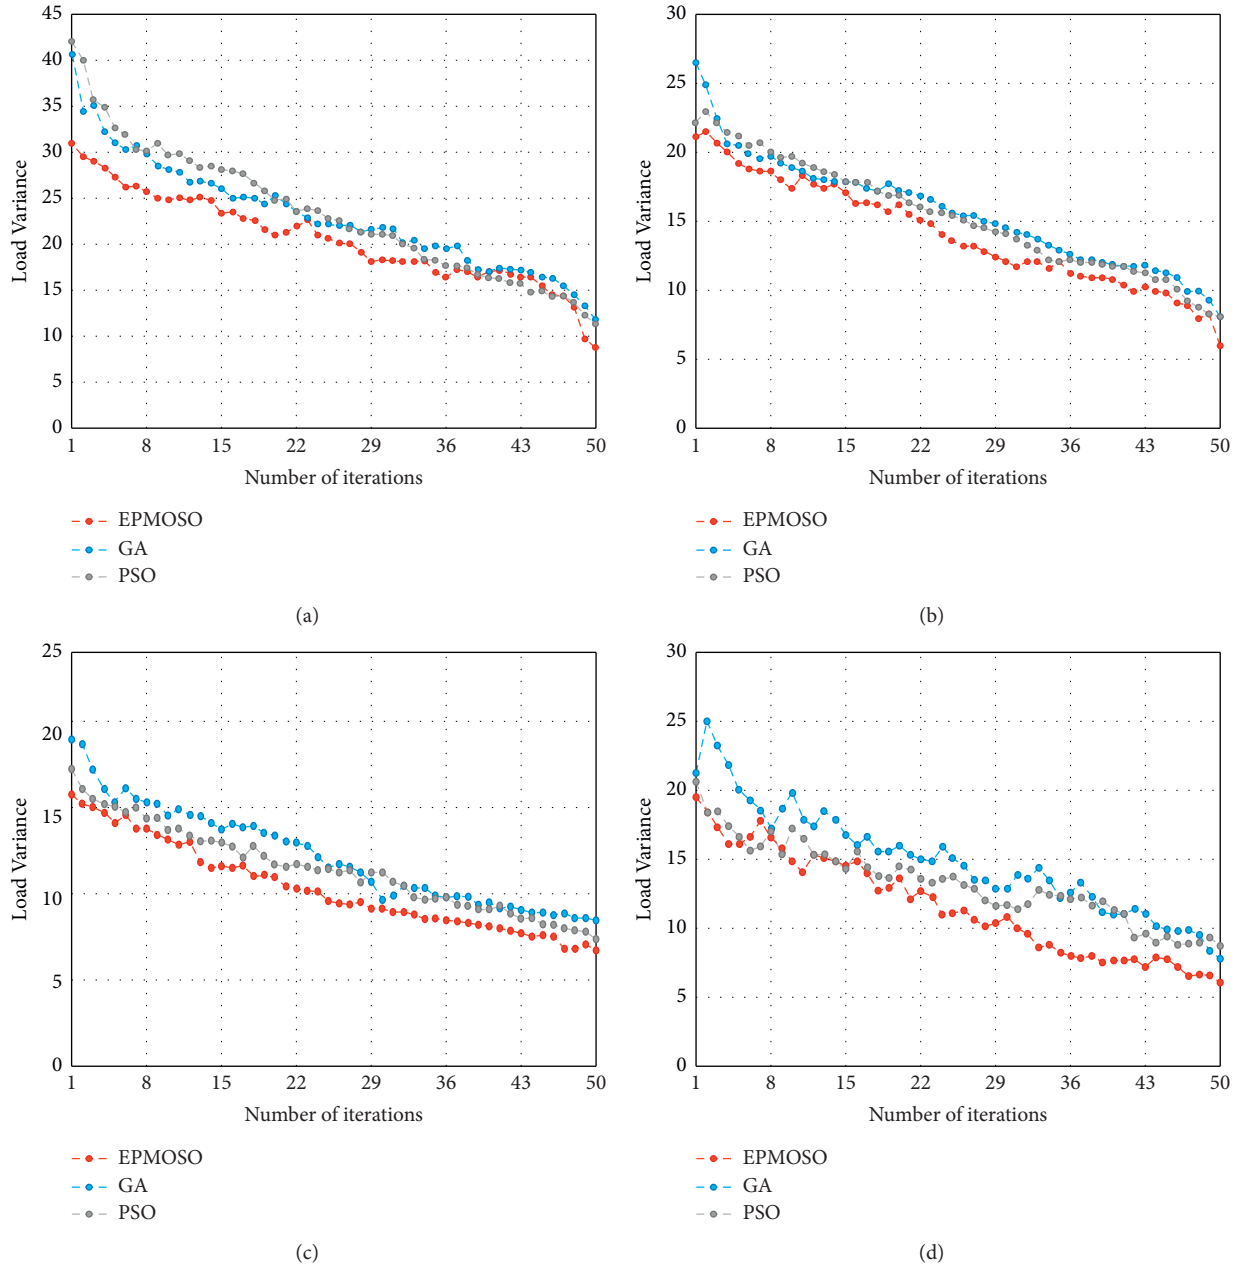 45
40
35
30
25
20
15
10
5
0
Load Variance
1 8 15 22 29 36 43 50
Number of iterations
EPMOSO
GA
PSO
(a)
30
25
20
15
10
5
0
Load Variance
1 8 15 22 29 36 43 50
Number of iterations
EPMOSO
GA
PSO
(b)
25
20
15
10
5
0
Load Variance
1 8 15 22 29 36 43 50
Number of iterations
EPMOSO
GA
PSO
(c)
30
25
20
15
10
5
0
Load Variance
1 8 15 22 29 36 43 50
Number of iterations
EPMOSO
GA
PSO
(d)